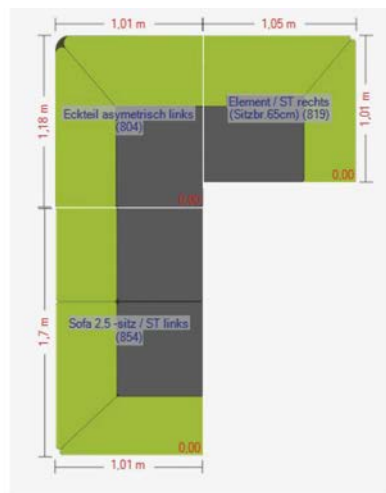 1,01 m
1,05 m
1,18 m
Eckteil asymetrisch links
(804)
Element / ST rechts
(Sitzbr.65cm) (819)
1,01 m
0,00
0,00
1,7 m
Sofa 2,5 -sitz / ST links
(854)
0,00
1,01 m